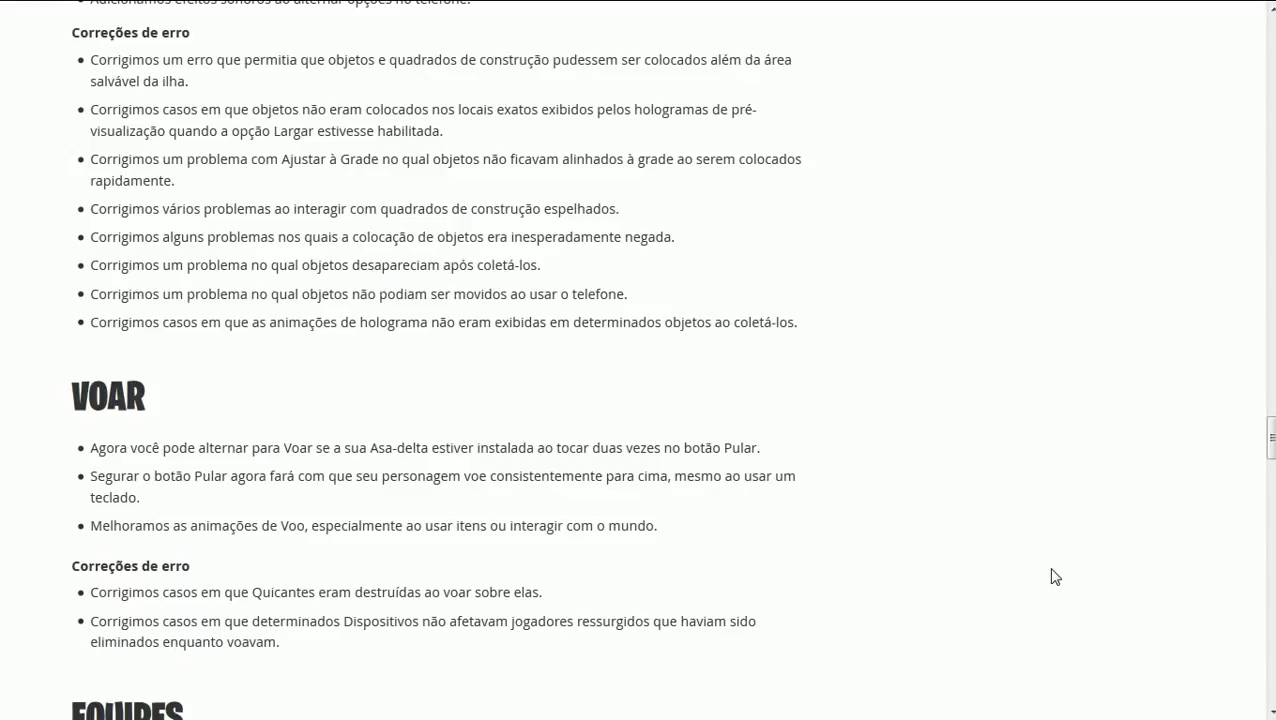 Adicionamos efeitos sonoros ao alternar opções no telefone.
Correções de erro
• Corrigimos um erro que permitia que objetos e quadrados de construção pudessem ser colocados além da área
salvável da ilha.
• Corrigimos casos em que objetos não eram colocados nos locais exatos exibidos pelos hologramas de pré-
visualização quando a opção Largar estivesse habilitada.
• Corrigimos um problema com Ajustar à Grade no qual objetos não ficavam alinhados à grade ao serem colocados
rapidamente.
• Corrigimos vários problemas ao interagir com quadrados de construção espelhados.
• Corrigimos alguns problemas nos quais a colocação de objetos era inesperadamente negada.
• Corrigimos um problema no qual objetos desapareciam após coletá-los.
• Corrigimos um problema no qual objetos não podiam ser movidos ao usar o telefone.
• Corrigimos casos em que as animações de holograma não eram exibidas em determinados objetos ao coletá-los.
VOAR
• Agora você pode alternar para Voar se a sua Asa-delta estiver instalada ao tocar duas vezes no botão Pular.
• Segurar o botão Pular agora fará com que seu personagem voe consistentemente para cima, mesmo ao usar um
teclado.
• Melhoramos as animações de Voo, especialmente ao usar itens ou interagir com o mundo.
Correções de erro
• Corrigimos casos em que Quicantes eram destruídas ao voar sobre elas.
• Corrigimos casos em que determinados Dispositivos não afetavam jogadores ressurgidos que haviam sido
eliminados enquanto voavam.
EQUIPES